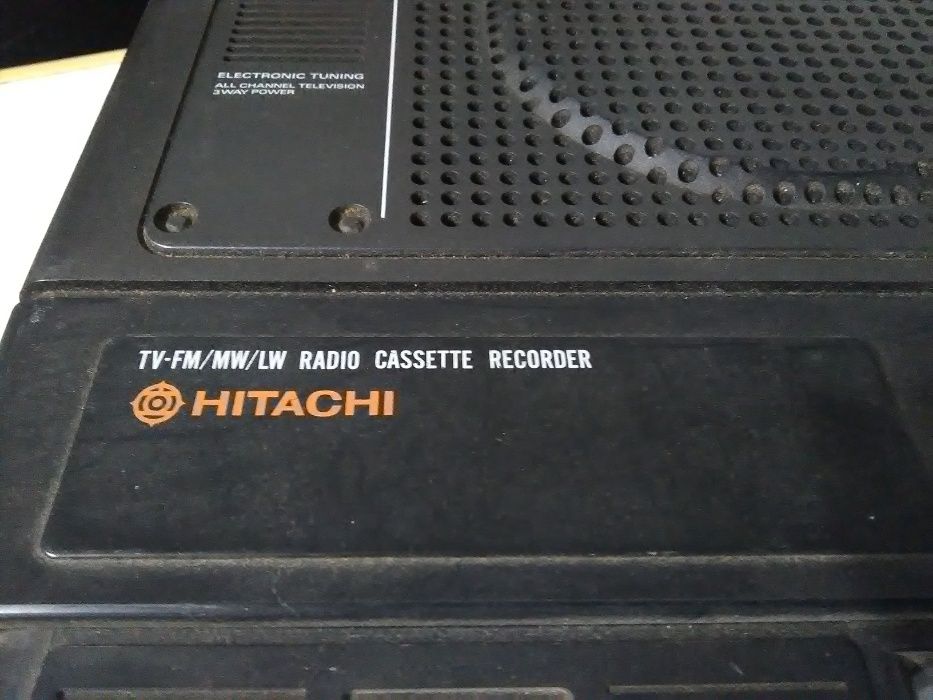 ELECTRONIC TUNING
ALL CHANNEL TELEVISION
3WAY POWER
TV-FM/MW/LW RADIO CASSETTE RECORDER
HITACHI